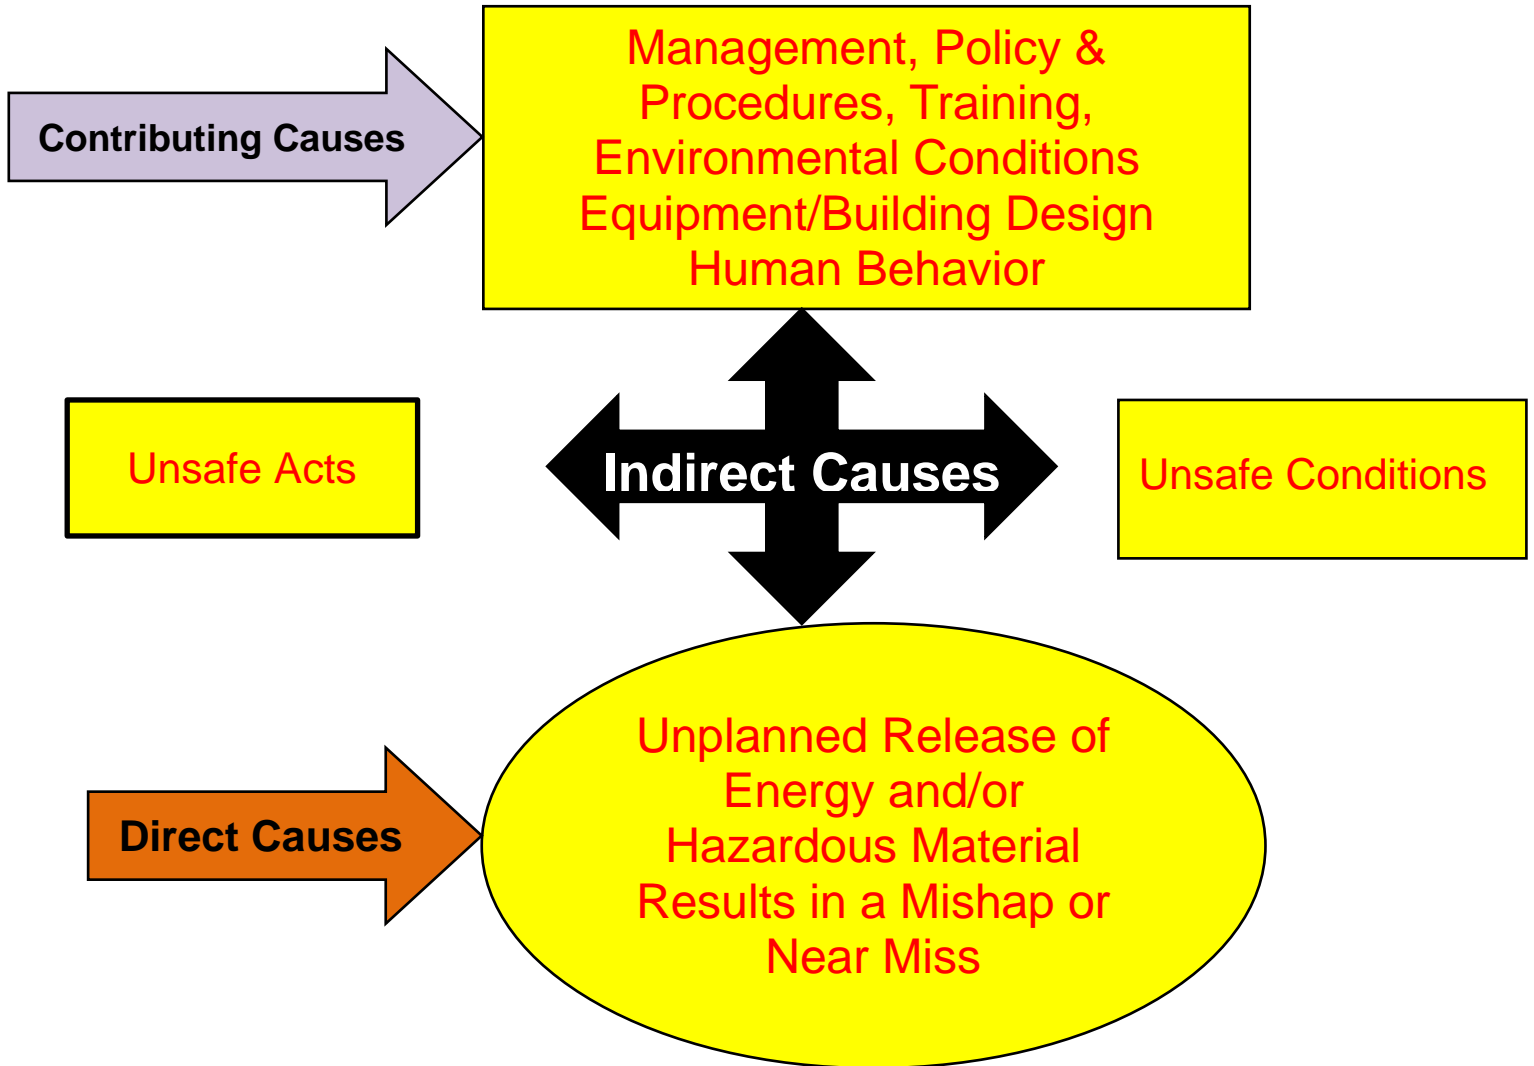 Management, Policy &
Procedures, Training,
Environmental Conditions
Equipment/Building Design
Human Behavior
Contributing Causes
Unsafe Acts
Indirect Causes
Unsafe Conditions
Unplanned Release of
Energy and/or
Hazardous Material
Results in a Mishap or
Near Miss
Direct Causes